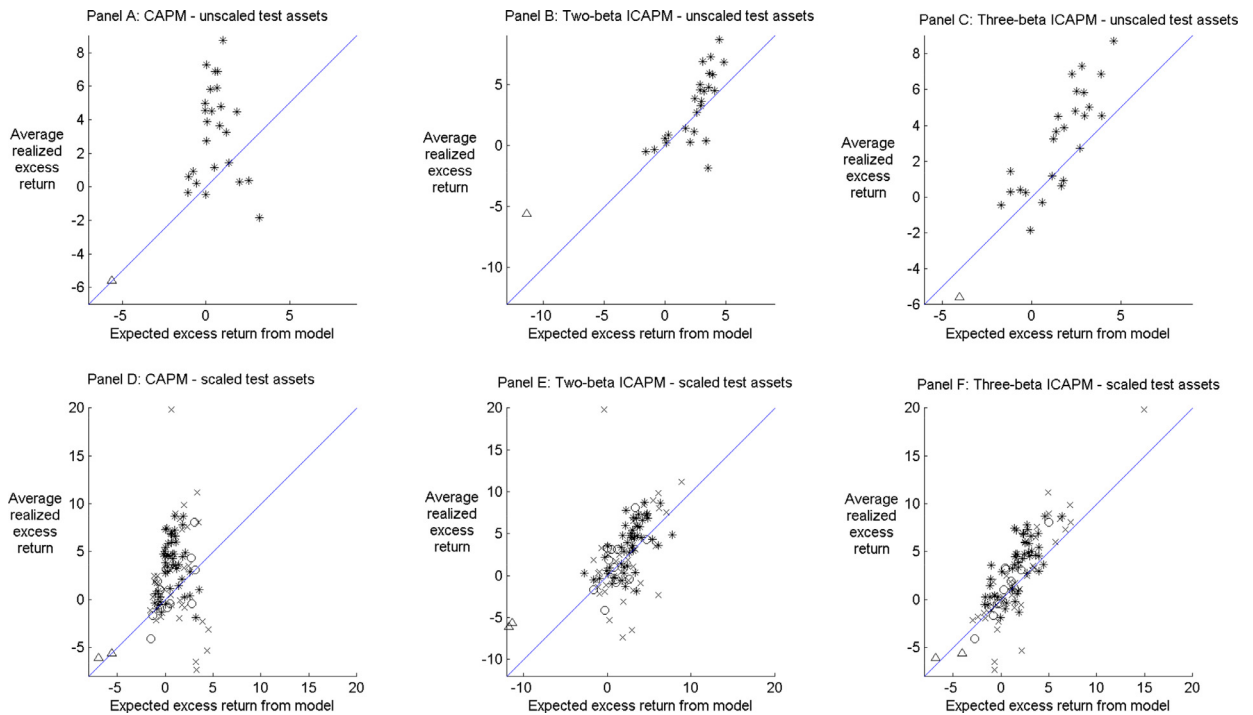 Panel A: CAPM - unscaled test assets
8
6
4
2
0
-2
-4
-6
Average
realized
excess
return
-5
0
5
Expected excess return from model
Panel B: Two-beta ICAPM - unscaled test assets
5
0
-5
-10
Average
realized
excess
return
-10
-5
0
5
Expected excess return from model
Panel C: Three-beta ICAPM - unscaled test assets
8
6
4
2
0
-2
-4
-6
Average
realized
excess
return
-5
0
5
Expected excess return from model
Panel D: CAPM - scaled test assets
20
15
10
5
0
-5
Average
realized
excess
return
-5
0
5
10
15
20
Expected excess return from model
Panel E: Two-beta ICAPM - scaled test assets
20
15
10
5
0
-5
-10
Average
realized
excess
return
-10
0
10
20
Expected excess return from model
Panel F: Three-beta ICAPM - scaled test assets
20
15
10
5
0
-5
Average
realized
excess
return
-5
0
5
10
15
20
Expected excess return from model